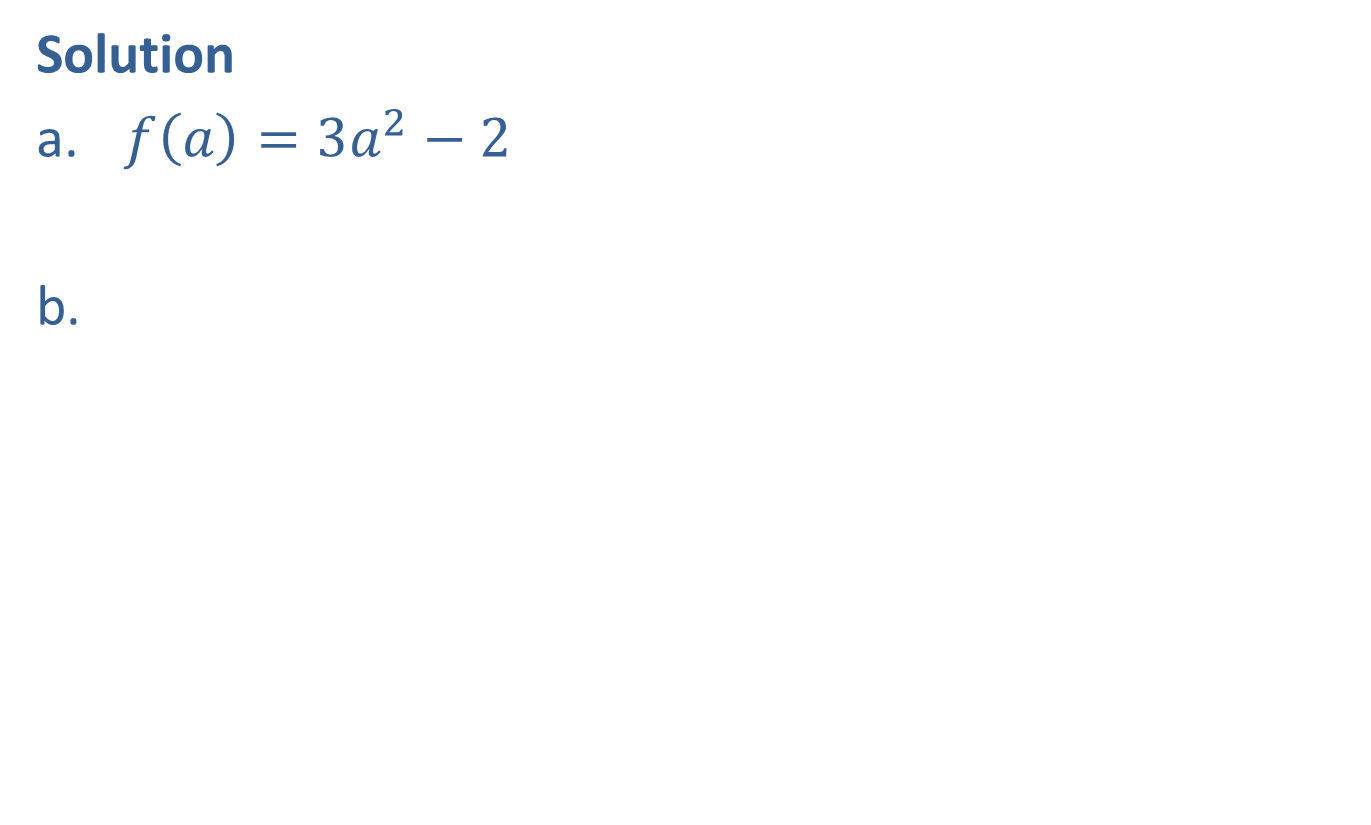 Solution
a. f(a) = 3a² − 2
b.